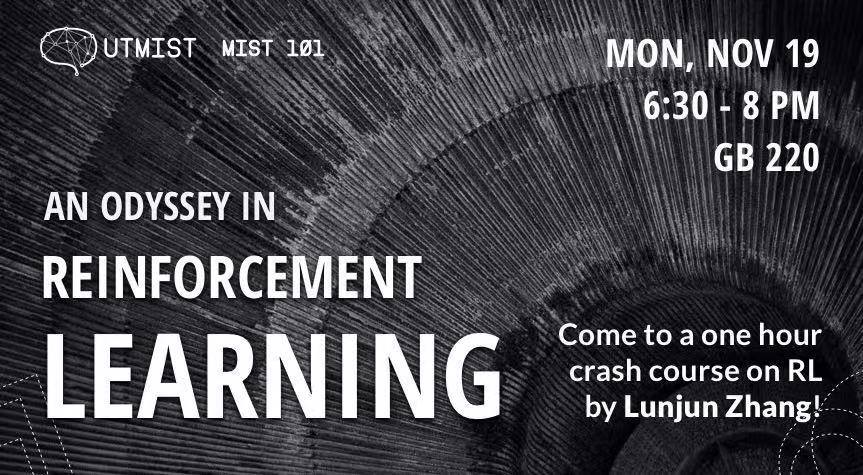 UTMIST MIST 101
MON, NOV 19
6:30 - 8 PM
GB 220
AN ODYSSEY IN
REINFORCEMENT
LEARNING
Come to a one hour
crash course on RL
by Lunjun Zhang!